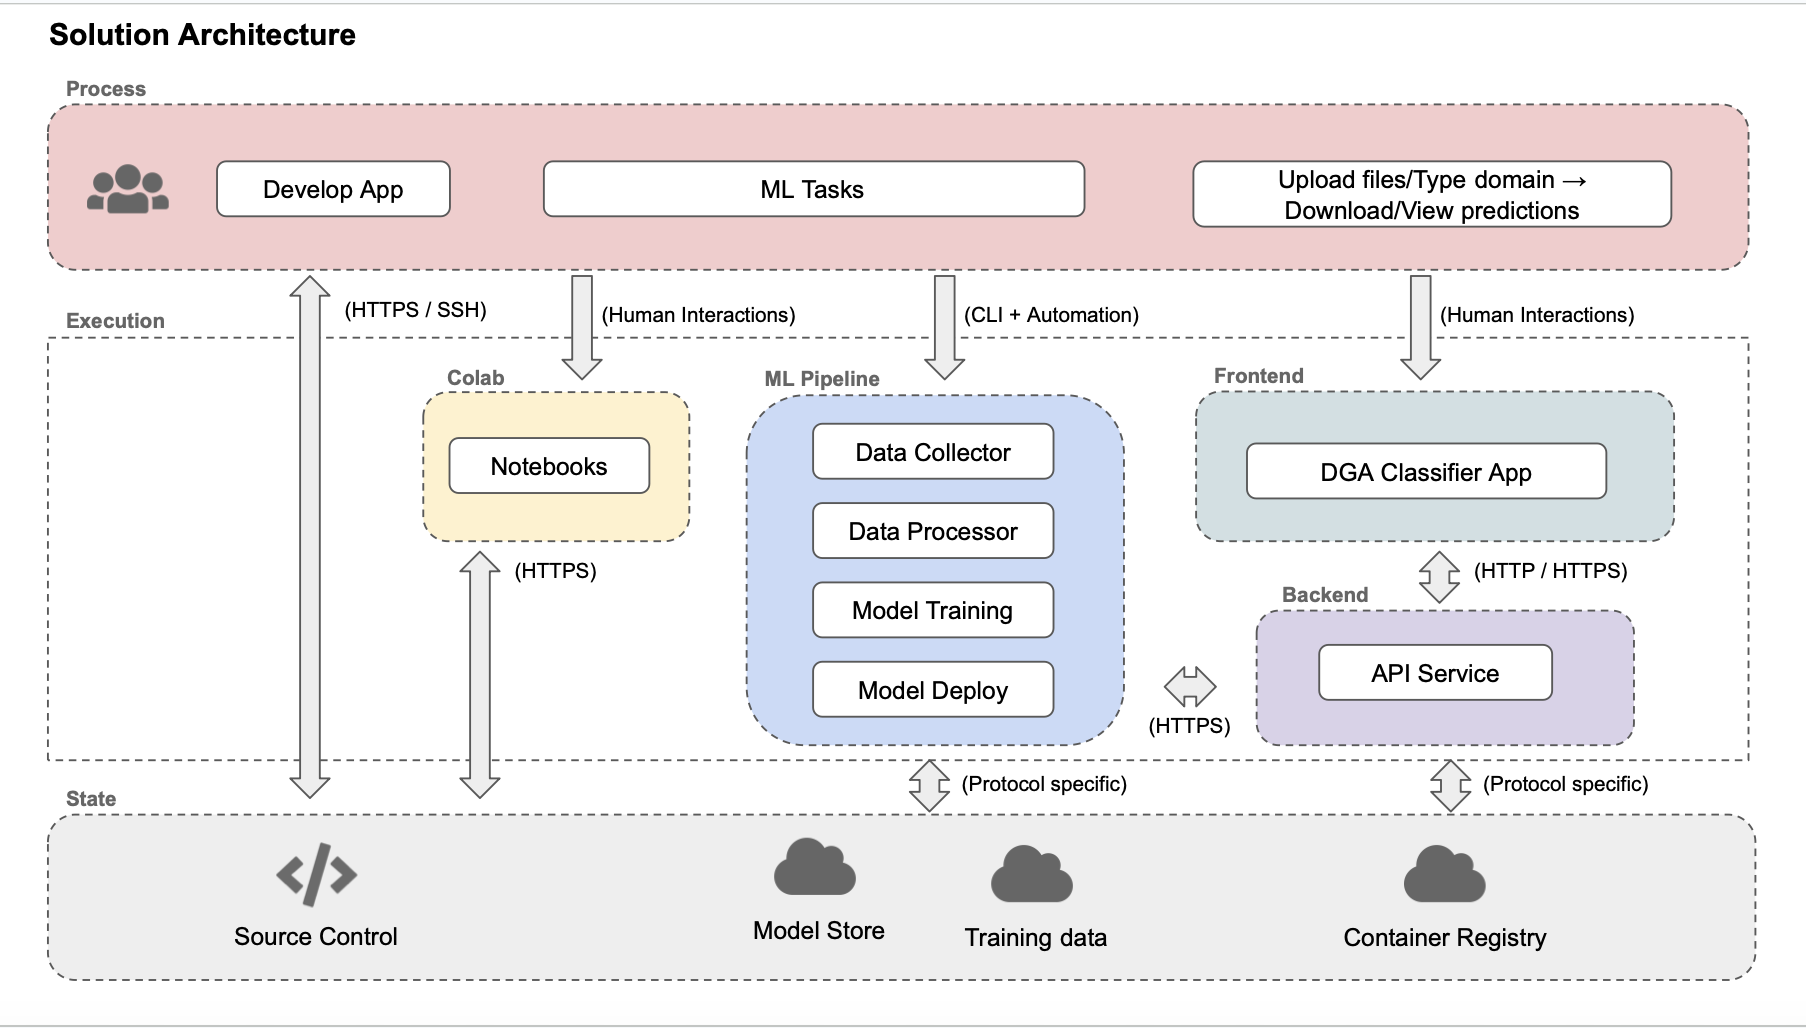 Solution Architecture
Process
Develop App
ML Tasks
Upload files/Type domain →
Download/View predictions
(HTTPS / SSH)
(Human Interactions)
(CLI + Automation)
(Human Interactions)
Execution
Colab
Notebooks
(HTTPS)
ML Pipeline
Data Collector
Data Processor
Model Training
Model Deploy
Frontend
DGA Classifier App
(HTTP / HTTPS)
Backend
API Service
(HTTPS)
(Protocol specific)
(Protocol specific)
State
Source Control
Model Store
Training data
Container Registry